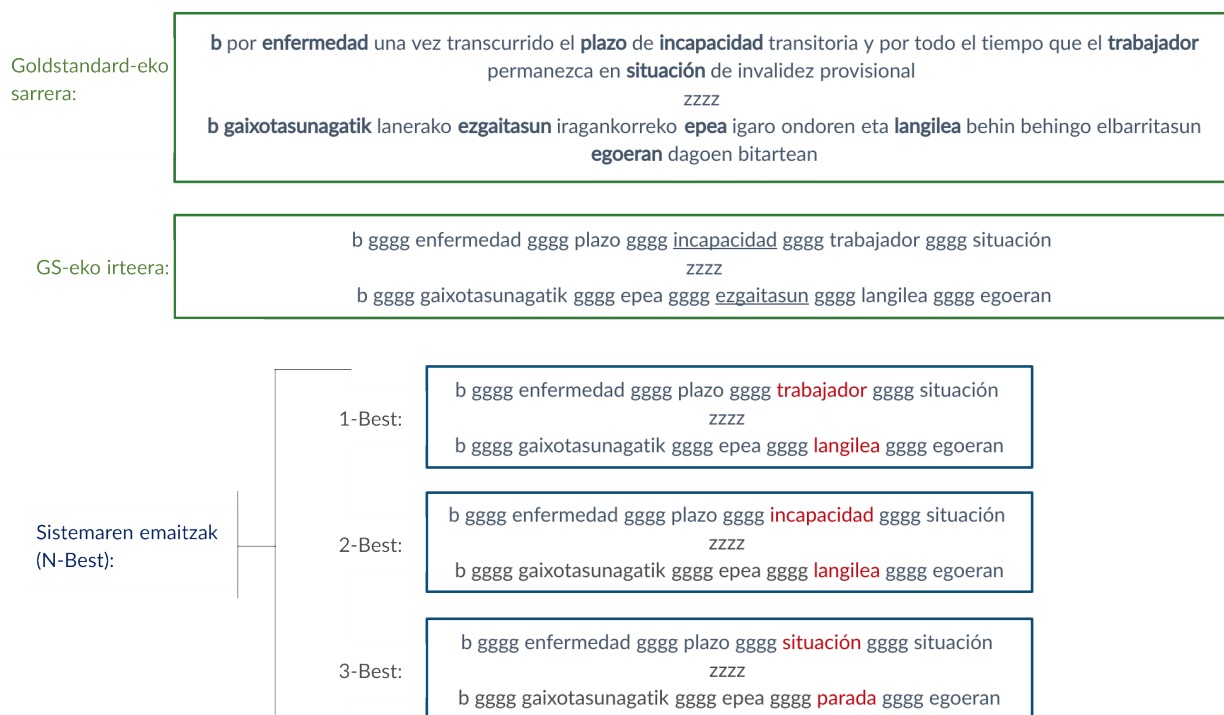 Goldstandard-eko
sarrera:
b por enfermedad una vez transcurrido el plazo de incapacidad transitoria y por todo el tiempo que el trabajador
permanezca en situación de invalidez provisional
zzzz
b gaixotasunagatik lanerako ezgaitasun iragankorreko epea igaro ondoren eta langilea behin behingo elbarritasun
egoeran dagoen bitartean
GS-eko irteera:
b gggg enfermedad gggg plazo gggg incapacidad gggg trabajador gggg situación
zzzz
b gggg gaixotasunagatik gggg epea gggg ezgaitasun gggg langilea gggg egoeran
Sistemaren emaitzak
(N-Best):
1-Best:
b gggg enfermedad gggg plazo gggg trabajador gggg situación
zzzz
b gggg gaixotasunagatik gggg epea gggg langilea gggg egoeran
2-Best:
b gggg enfermedad gggg plazo gggg incapacidad gggg situación
zzzz
b gggg gaixotasunagatik gggg epea gggg langilea gggg egoeran
3-Best:
b gggg enfermedad gggg plazo gggg situación gggg situación
zzzz
b gggg gaixotasunagatik gggg epea gggg parada gggg egoeran